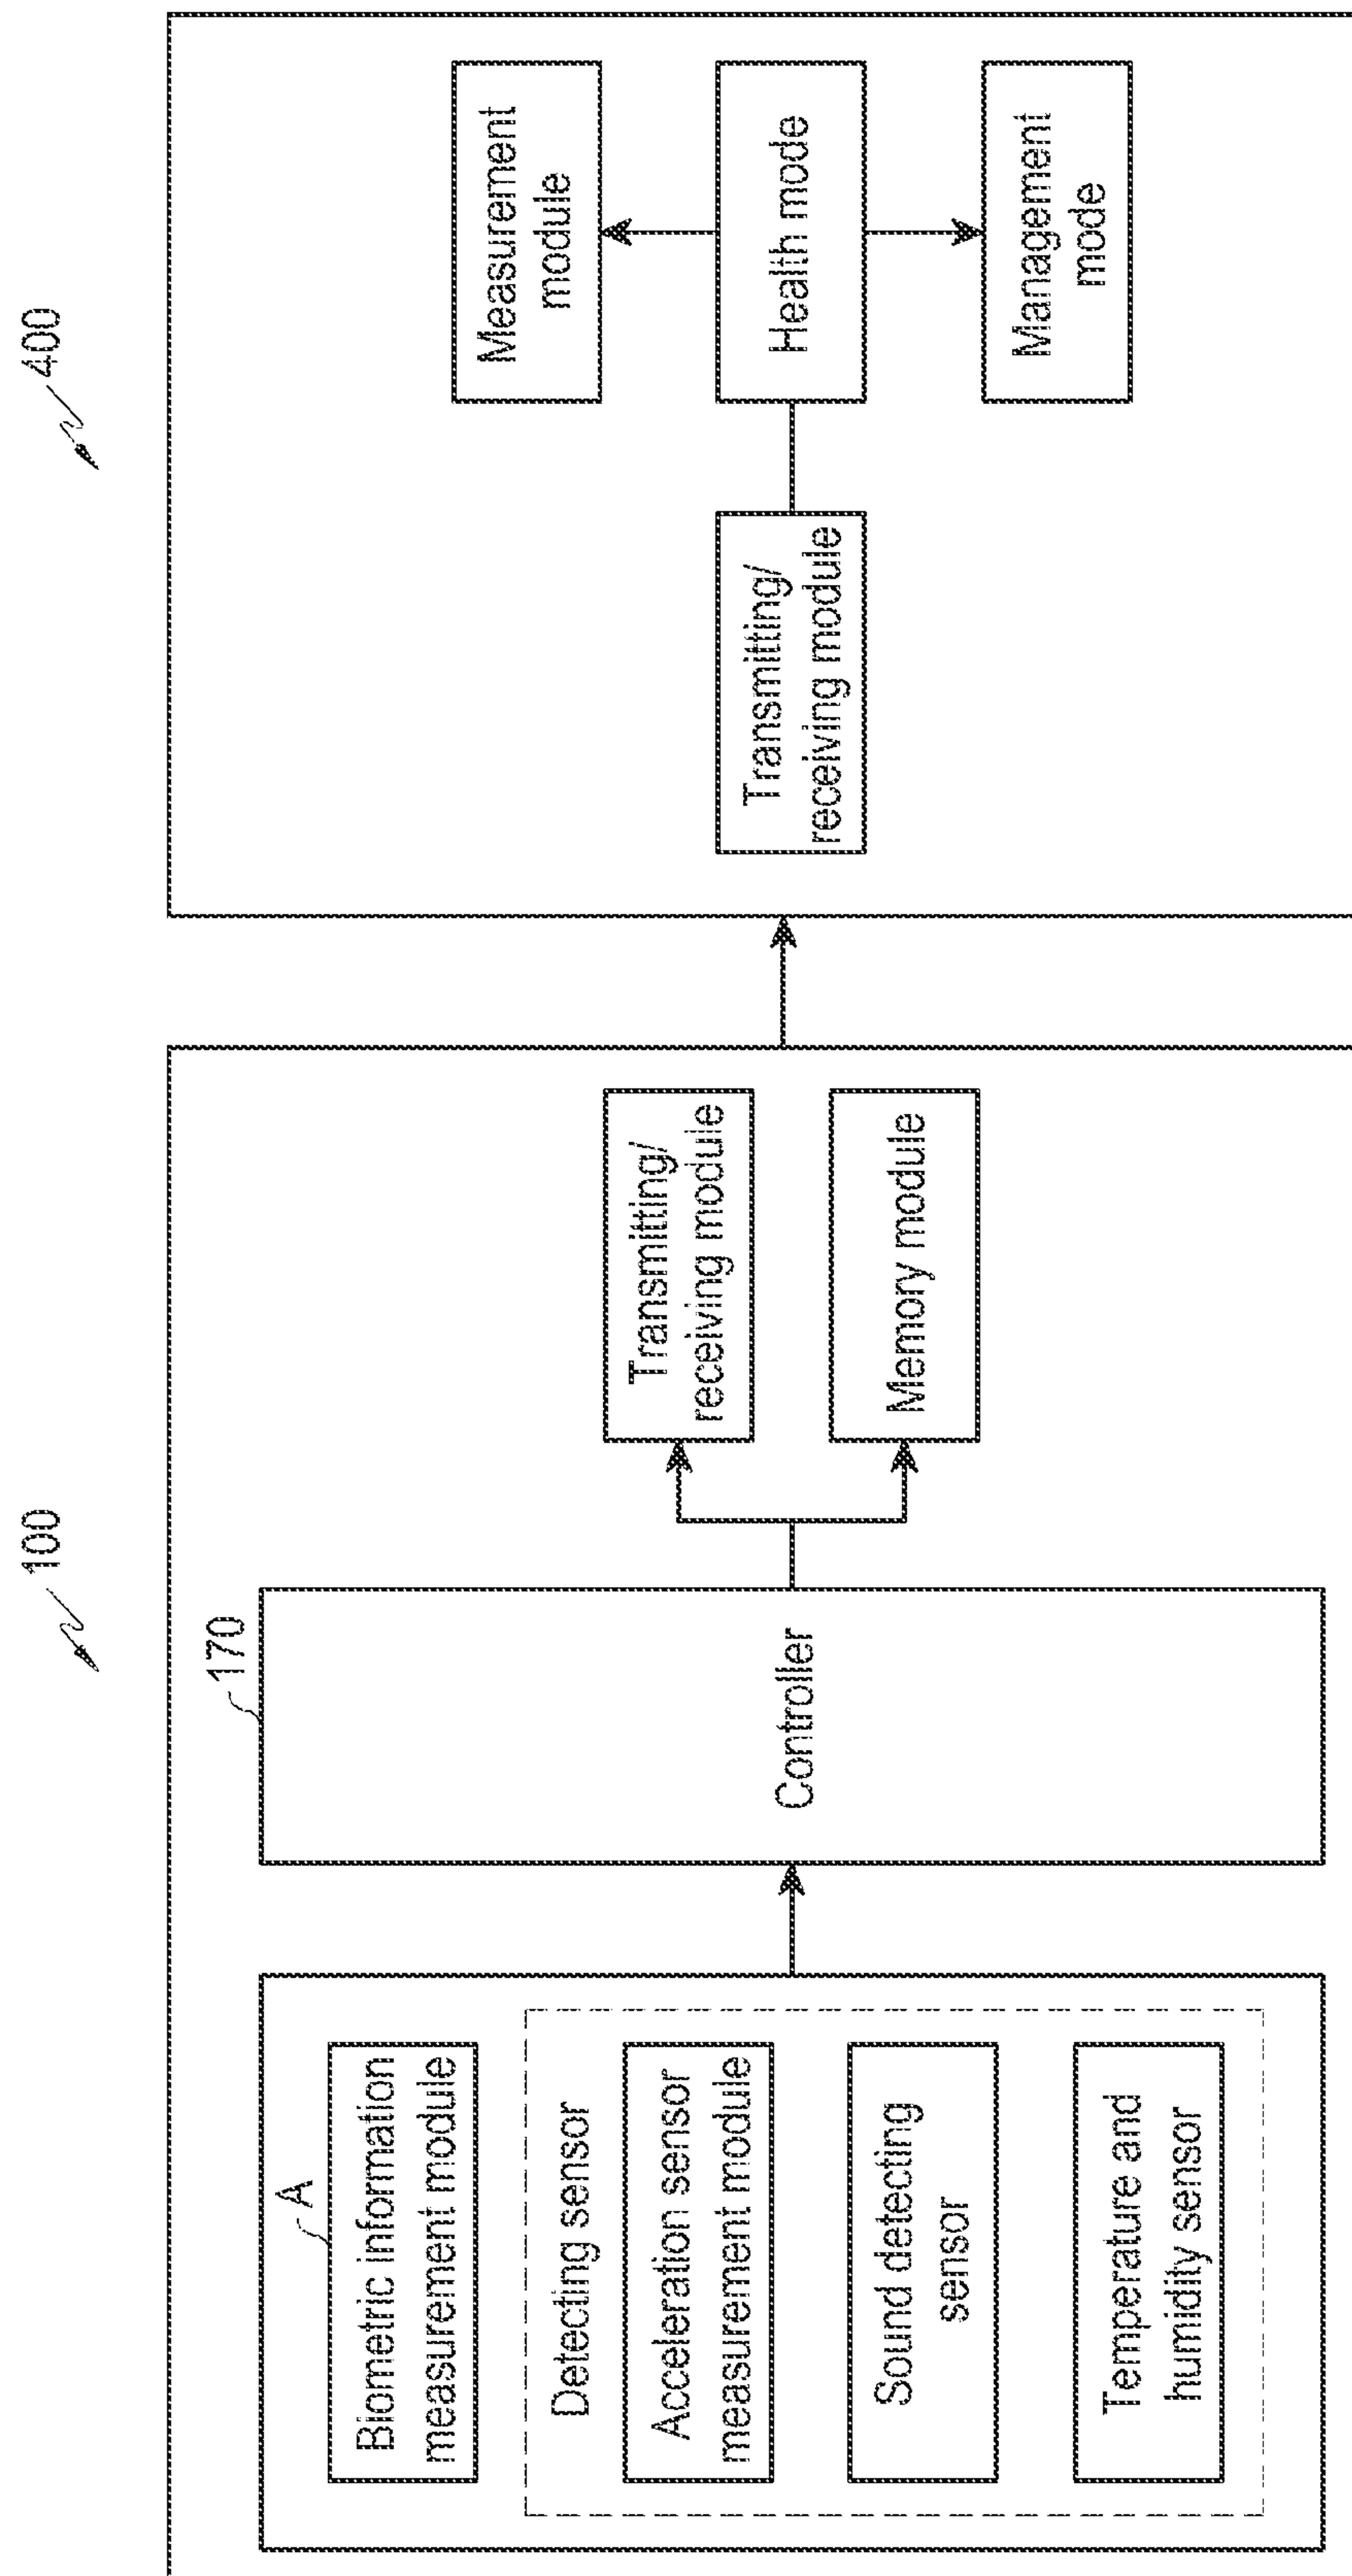 100
400
170
A
Biometric information
measurement module
Detecting sensor
Acceleration sensor
measurement module
Sound detecting
sensor
Temperature and
humidity sensor
Controller
Transmitting/
receiving module
Memory module
Transmitting/
receiving module
Measurement
module
Health mode
Management
mode